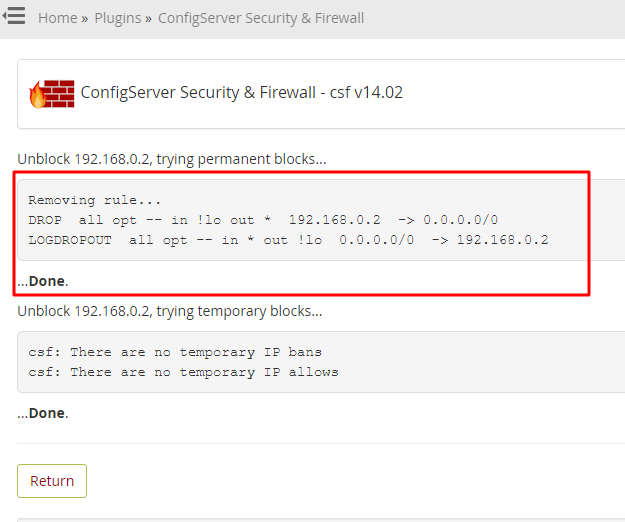 Home » Plugins » ConfigServer Security & Firewall
ConfigServer Security & Firewall - csf v14.02
Unblock 192.168.0.2, trying permanent blocks...
Removing rule...
DROP  all opt -- in !lo out *  192.168.0.2  -> 0.0.0.0/0
LOGDROPOUT  all opt -- in * out !lo  0.0.0.0/0  -> 192.168.0.2
...Done.
Unblock 192.168.0.2, trying temporary blocks...
csf: There are no temporary IP bans
csf: There are no temporary IP allows
...Done.
Return